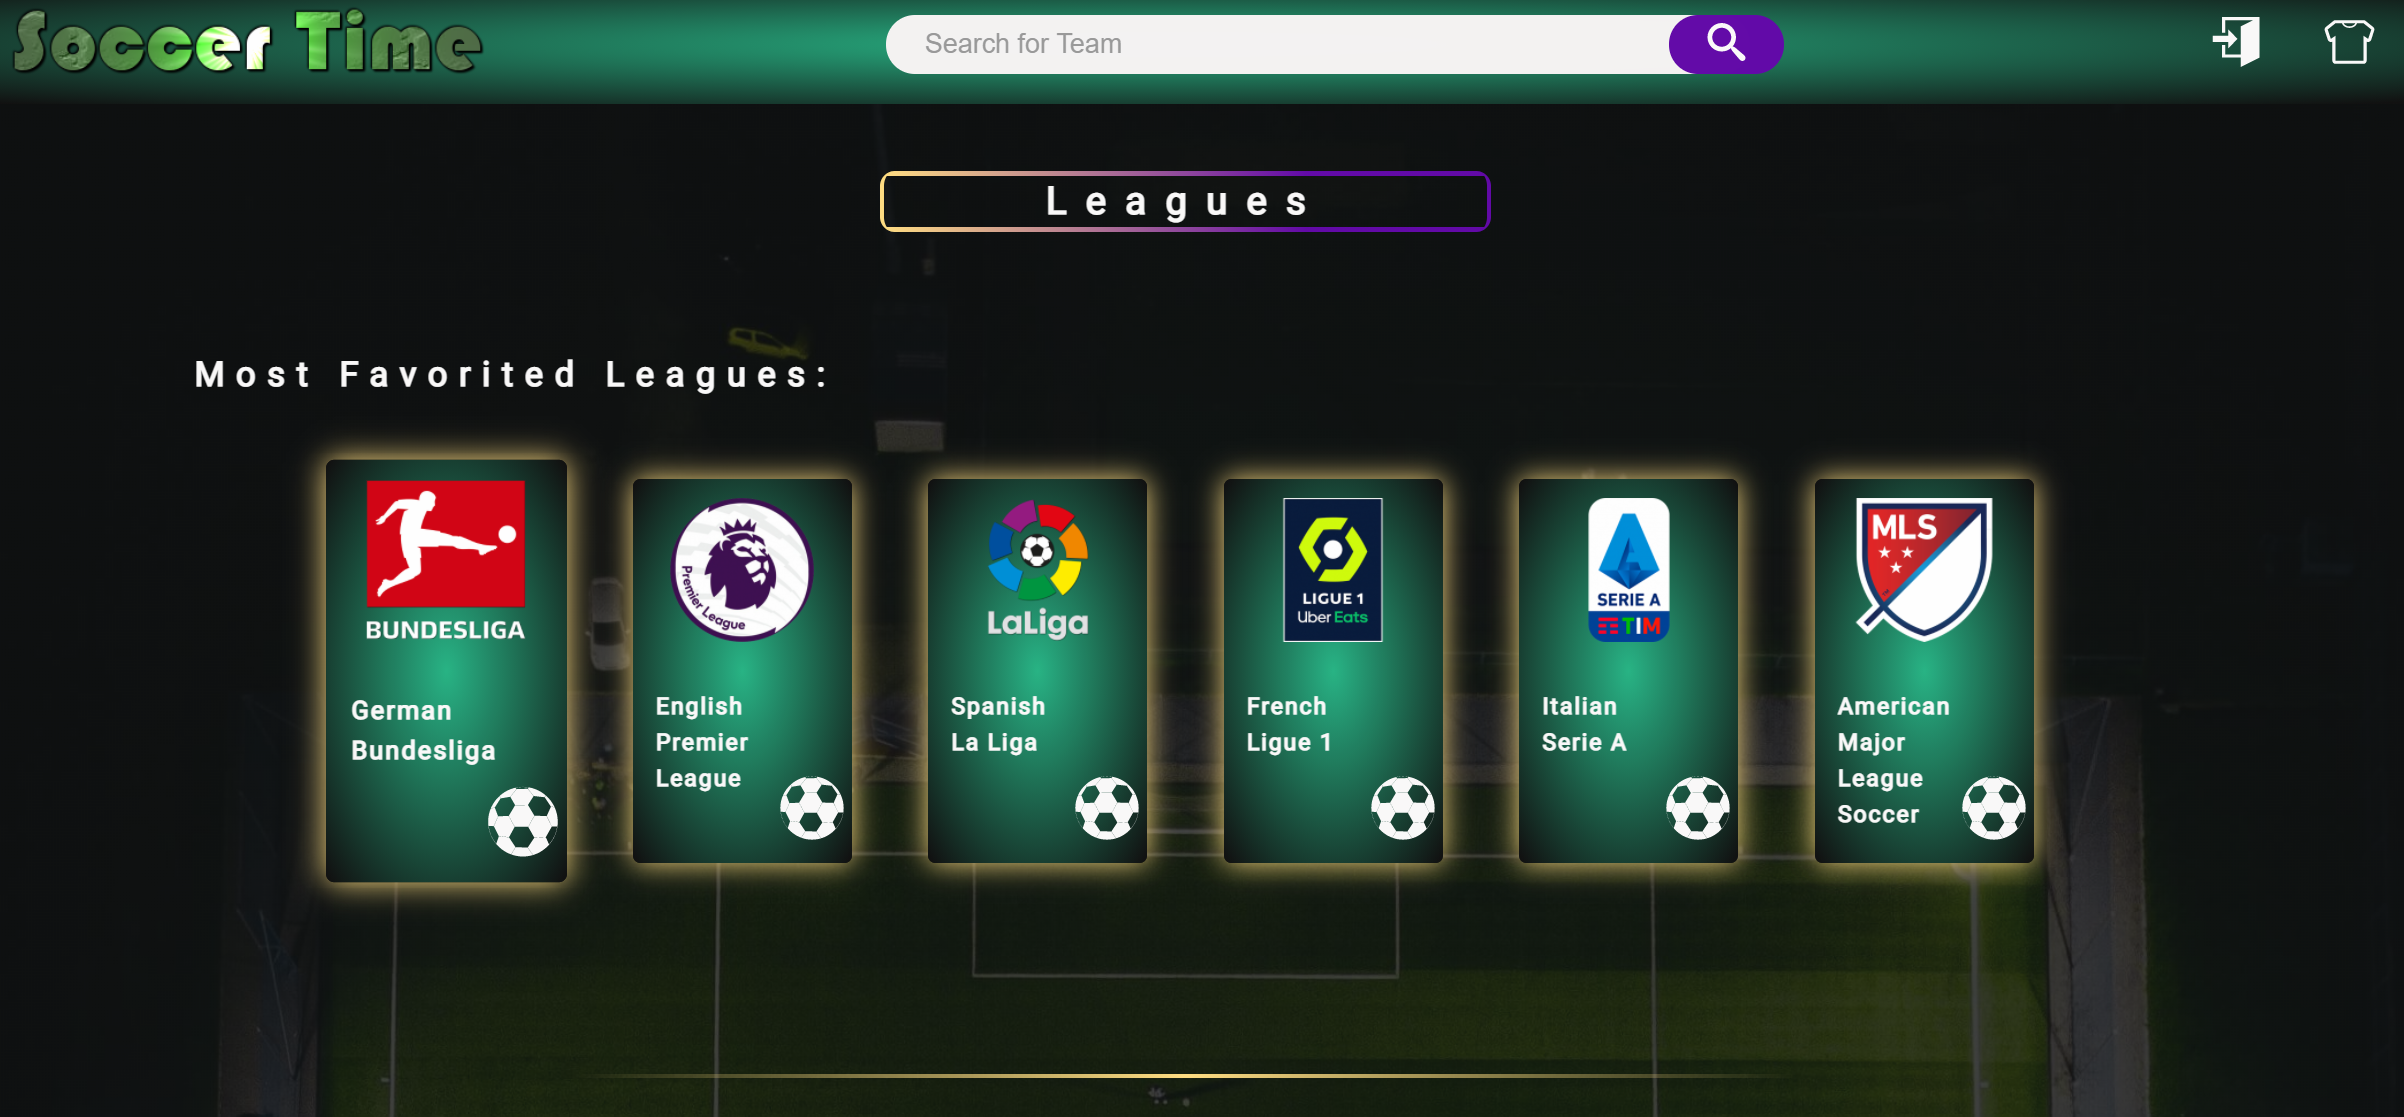 Soccer Time
Search for Team
Leagues
Most Favorited Leagues:
BUNDESLIGA
German
Bundesliga
Premier League
English
Premier
League
LaLiga
Spanish
La Liga
LIGUE 1
Uber Eats
French
Ligue 1
SERIE A
TIM
Italian
Serie A
MLS
American
Major
League
Soccer